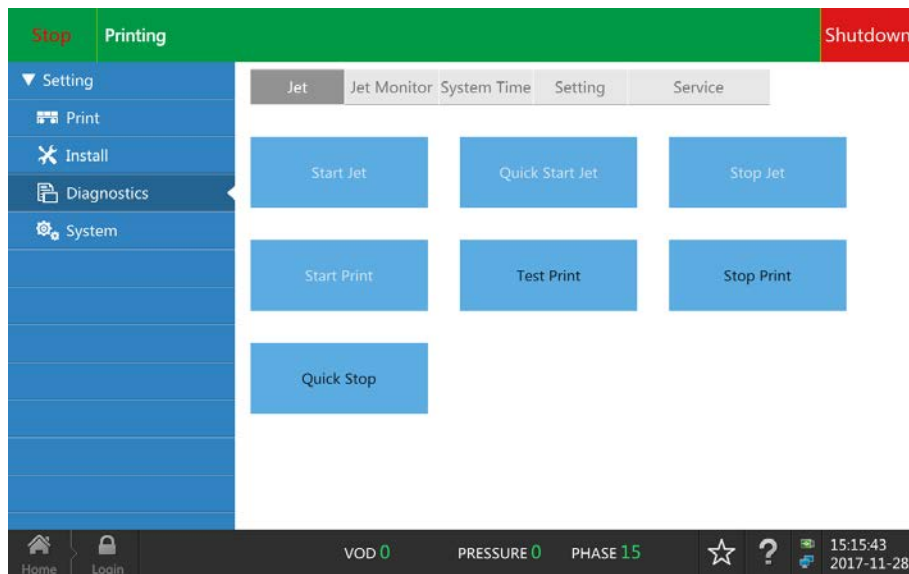 Stop Printing Shutdown
Setting
Print
Install
Diagnostics
System
Jet Jet Monitor System Time Setting Service
Start Jet Quick Start Jet Stop Jet
Start Print Test Print Stop Print
Quick Stop
Home Login VOD 0 PRESSURE 0 PHASE 15 ? 15:15:43
2017-11-28